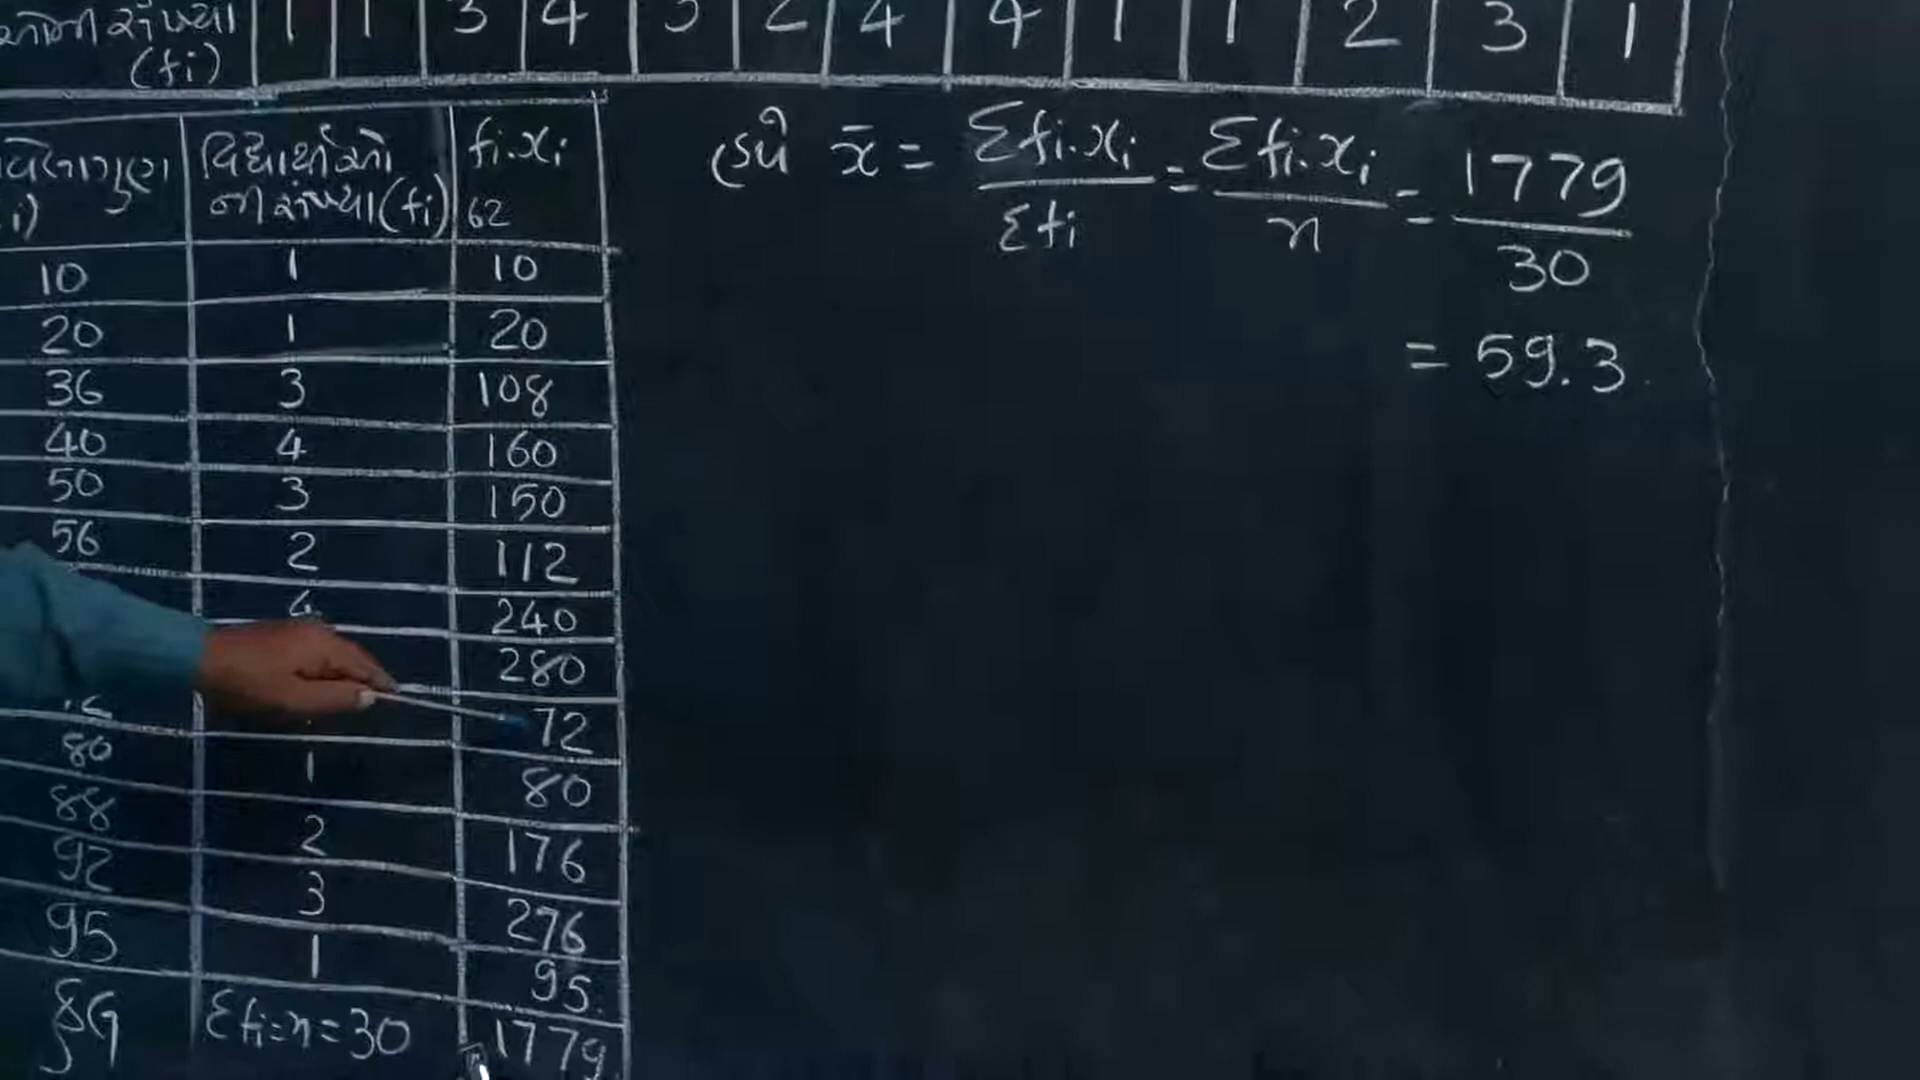 (fi) 1 1 3 4 3 2 4 4 1 1 2 3 1
વિદ્યાર્થીઓ fi.xi
ની સંખ્યા (fi) 62
i)
10 1 10
20 1 20
36 3 108
40 4 160
50 3 150
56 2 112
4 240
280
72
80 1 80
88 2 176
92 3 276
95 1 95
કુલ Σfi=n=30 1779
હવે x̄ = Σfi.xi / Σfi = Σfi.xi / n = 1779 / 30
= 59.3